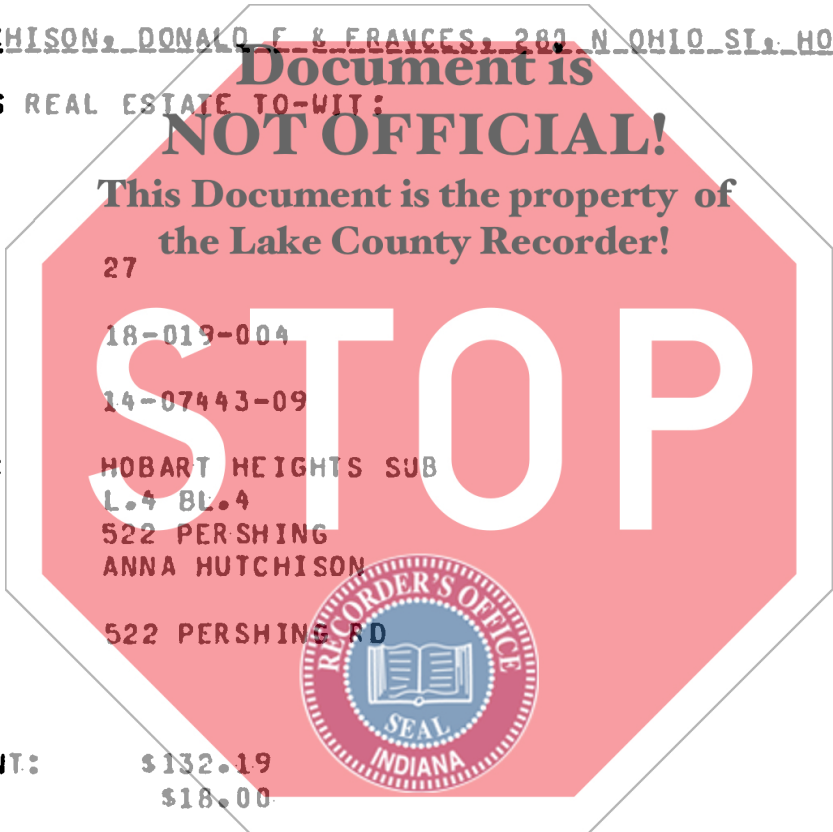 HISON, DONALD F & FRANCES, 280 N OHIO ST, HO
Document is
REAL ESTATE TO-WIT:
NOT OFFICIAL!
This Document is the property of
the Lake County Recorder!
27
18-019-004
STOP
14-07443-09
HOBART HEIGHTS SUB
L.4 BL.4
522 PERSHING
ANNA HUTCHISON
RECORDER'S OFFICE
522 PERSHING RD
SEAL
INDIANA
NT: $132.19
$18.00